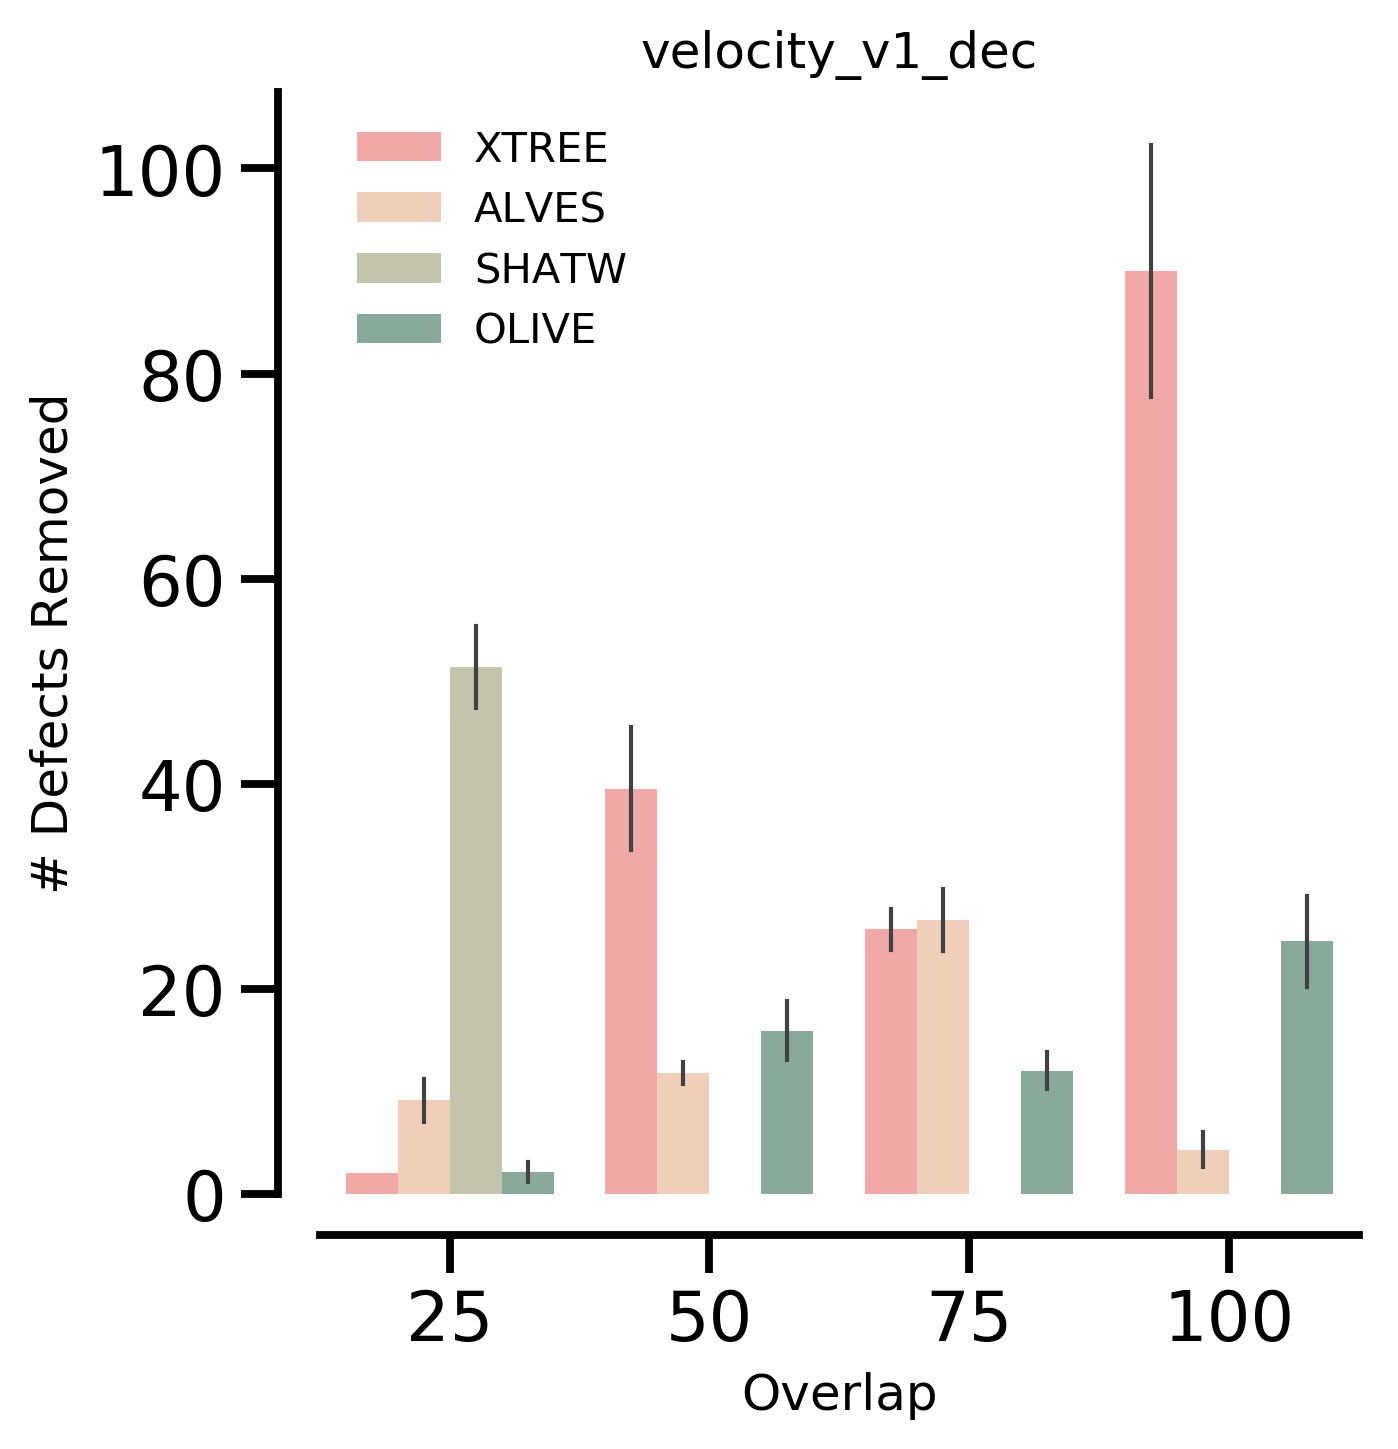 velocity_v1_dec
XTREE
ALVES
SHATW
OLIVE
# Defects Removed
100
80
60
40
20
0
25 50 75 100
Overlap